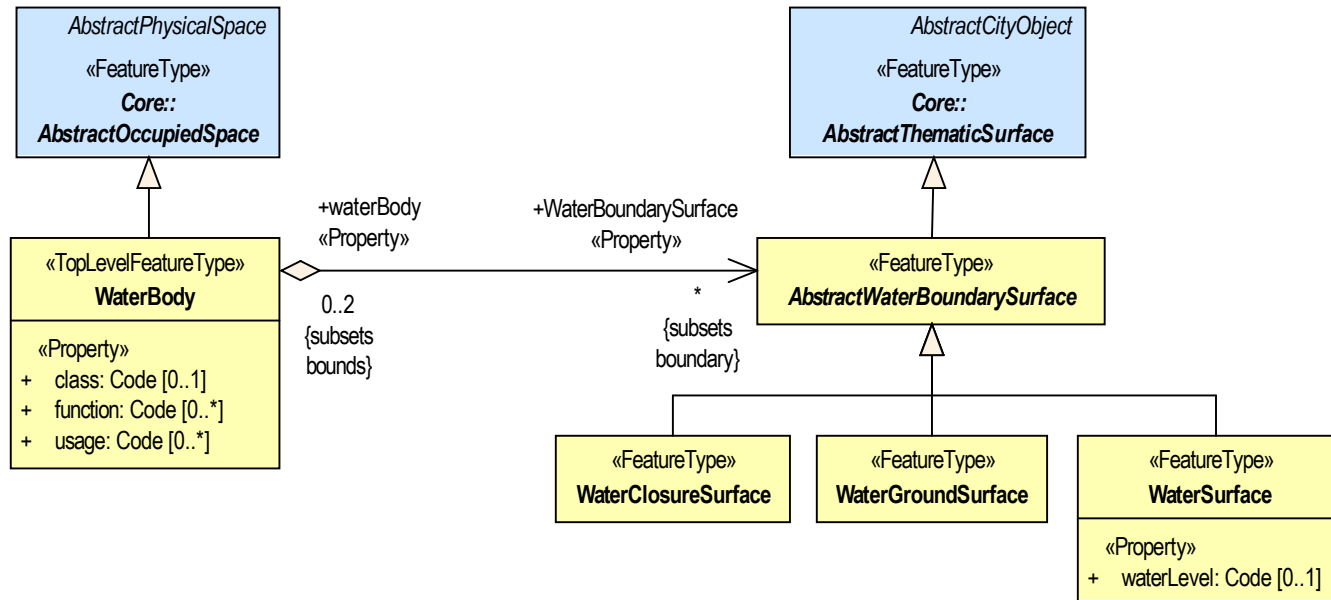 AbstractPhysicalSpace
«FeatureType»
Core::
AbstractOccupiedSpace
AbstractCityObject
«FeatureType»
Core::
AbstractThematicSurface
+waterBody
«Property»
+WaterBoundarySurface
«Property»
«TopLevelFeatureType»
WaterBody
«Property»
+ class: Code [0..1]
+ function: Code [0..*]
+ usage: Code [0..*]
0..2
{subsets
bounds}
*
{subsets
boundary}
«FeatureType»
AbstractWaterBoundarySurface
«FeatureType»
WaterClosureSurface
«FeatureType»
WaterGroundSurface
«FeatureType»
WaterSurface
«Property»
+ waterLevel: Code [0..1]